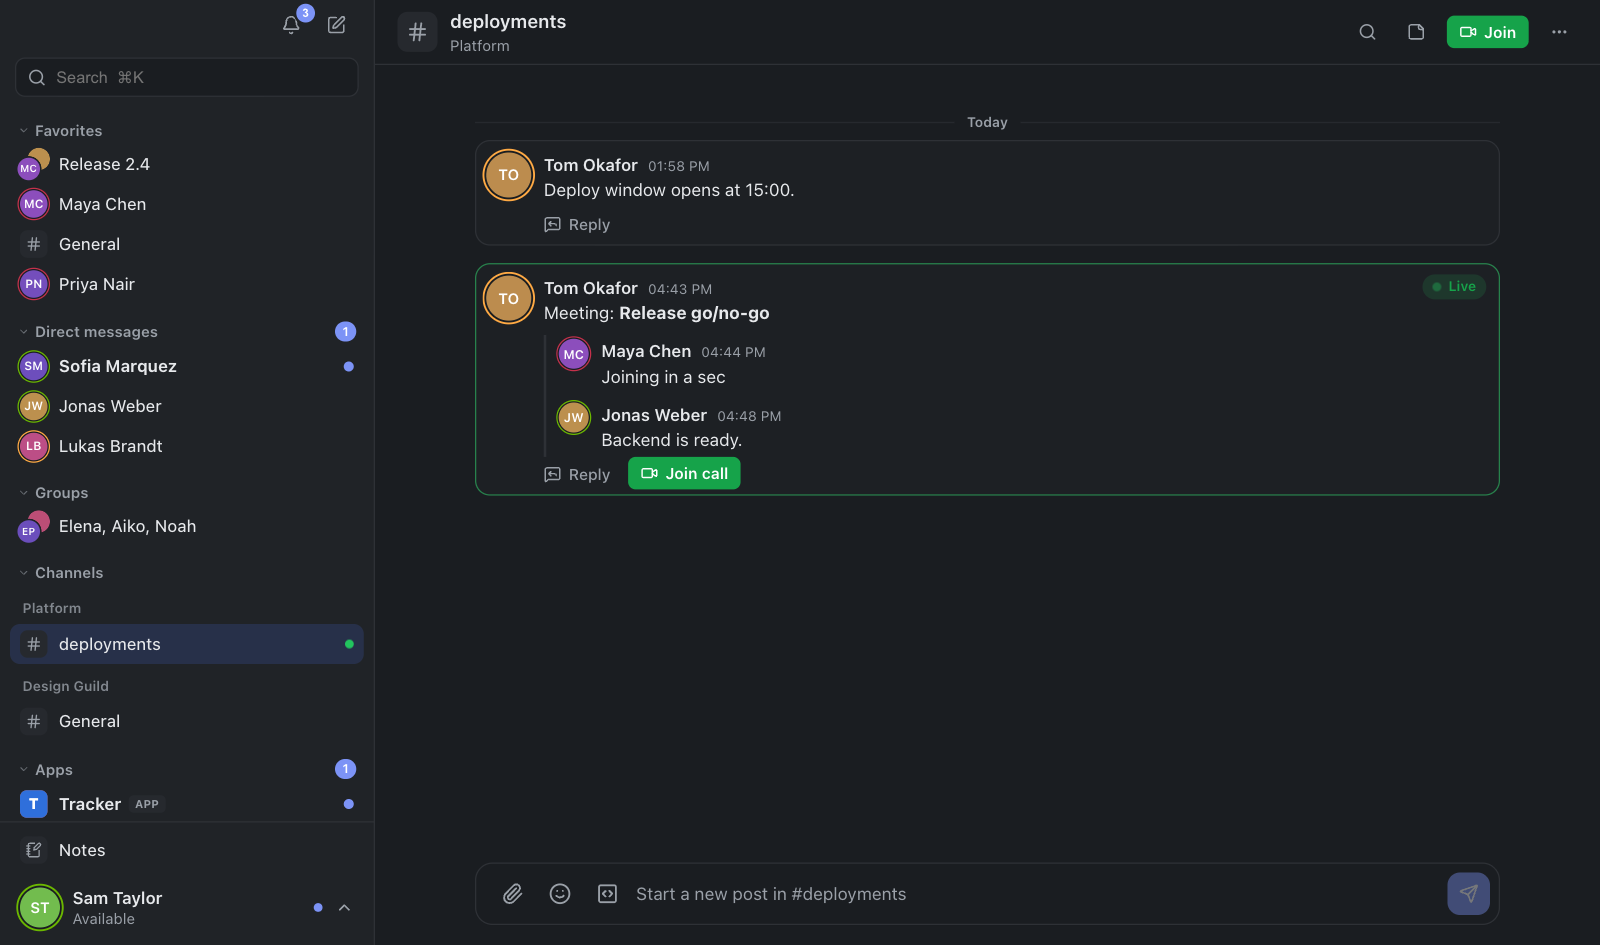 3
Search ⌘K
Favorites
MC
Release 2.4
MC
Maya Chen
# General
PN
Priya Nair
Direct messages
1
SM
Sofia Marquez
JW
Jonas Weber
LB
Lukas Brandt
Groups
EP
Elena, Aiko, Noah
Channels
Platform
# deployments
Design Guild
# General
Apps
1
T
Tracker APP
Notes
ST
Sam Taylor
Available
# deployments
Platform
Join
Today
TO
Tom Okafor 01:58 PM
Deploy window opens at 15:00.
Reply
TO
Tom Okafor 04:43 PM
Live
Meeting: Release go/no-go
MC
Maya Chen 04:44 PM
Joining in a sec
JW
Jonas Weber 04:48 PM
Backend is ready.
Reply
Join call
Start a new post in #deployments